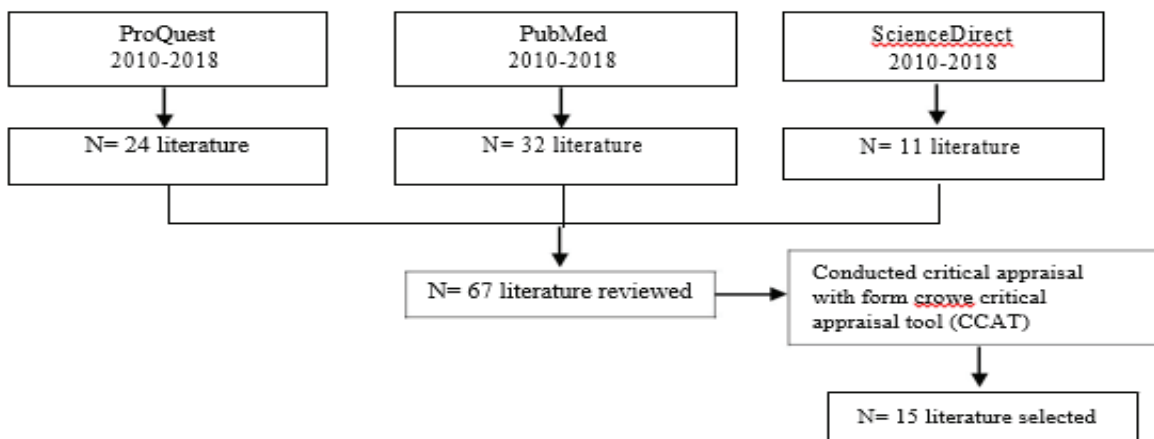 ProQuest
2010-2018
PubMed
2010-2018
ScienceDirect
2010-2018
N= 24 literature
N= 32 literature
N= 11 literature
N= 67 literature reviewed
Conducted critical appraisal
with form crowe critical
appraisal tool (CCAT)
N= 15 literature selected